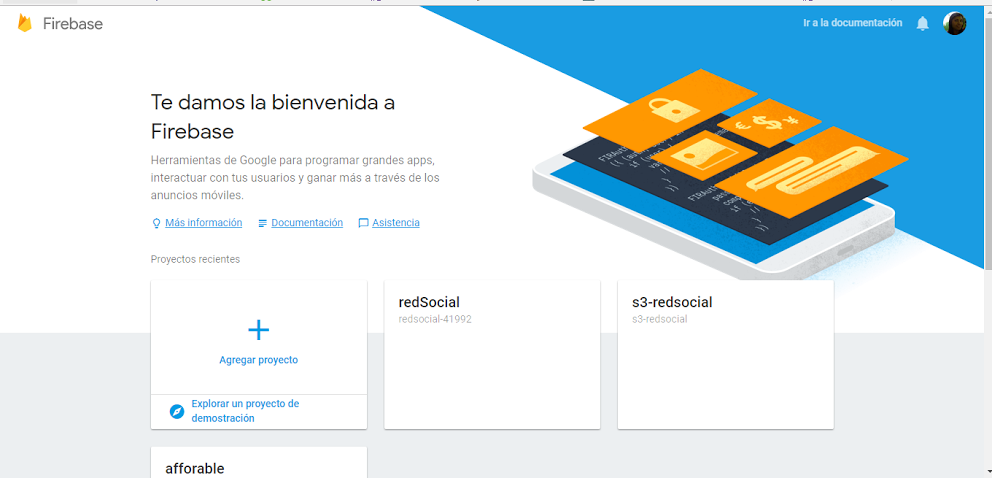 Firebase
Ir a la documentación
Te damos la bienvenida a
Firebase
Herramientas de Google para programar grandes apps,
interactuar con tus usuarios y ganar más a través de los
anuncios móviles.
Más información Documentación Asistencia
Proyectos recientes
Agregar proyecto
Explorar un proyecto de
demostración
redSocial
redsocial-41992
s3-redsocial
s3-redsocial
afforable